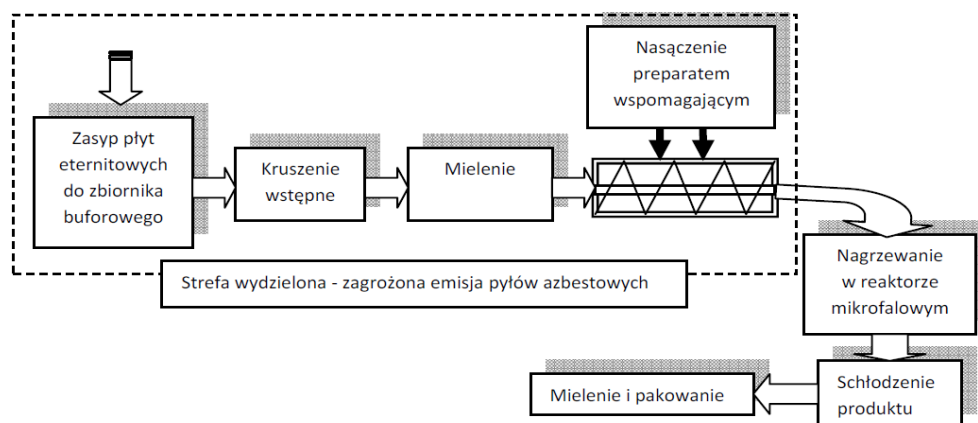 Nasączenie
preparatem
wspomagającym
Zasyp płyt
eternitowych
do zbiornika
buforowego
Kruszenie
wstępne
Mielenie
Strefa wydzielona - zagrożona emisja pyłów azbestowych
Nagrzewanie
w reaktorze
mikrofalowym
Schłodzenie
produktu
Mielenie i pakowanie